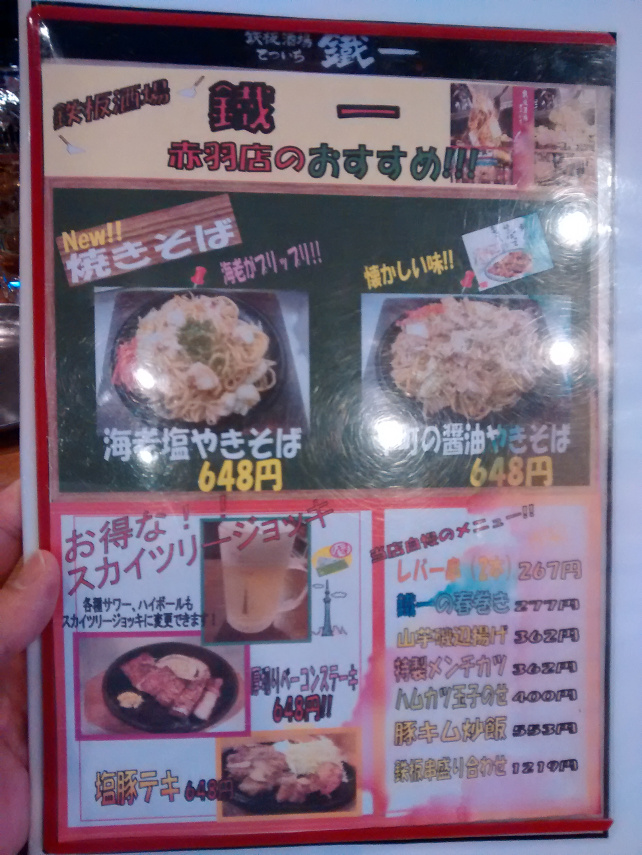 鉄板酒場
てついち 鐵一
鉄板酒場
鐵 一
赤羽店のおすすめ!!!
New!!
焼きそば
海老がプリップリ!!
懐かしい味!!
海老塩やきそば
648円
町の醤油やきそば
648円
お得な!!
スカイツリージョッキ
各種サワー、ハイボールも
スカイツリージョッキに変更できます!
厚切りベーコンステーキ
648円!!
塩豚テキ 648円
当店自慢のメニュー!!
レバー串(2本) 267円
鐵一の春巻き 277円
山芋磯辺揚げ 362円
特製メンチカツ 362円
ハムカツ玉子のせ 400円
豚キム炒飯 553円
鉄板串盛り合わせ 1219円